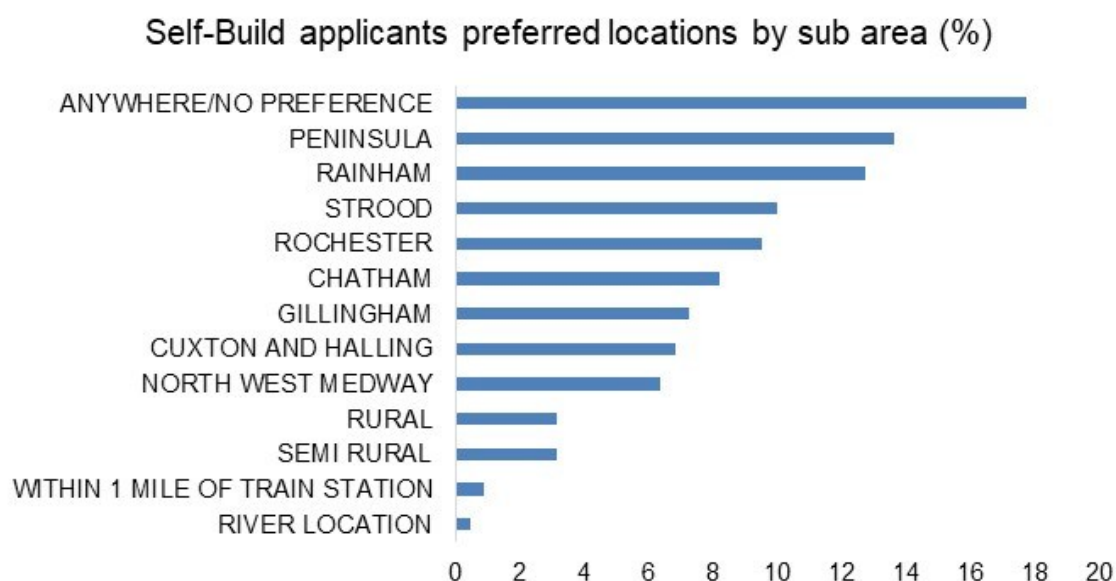 Self-Build applicants preferred locations by sub area (%)
ANYWHERE/NO PREFERENCE
PENINSULA
RAINHAM
STROOD
ROCHESTER
CHATHAM
GILLINGHAM
CUXTON AND HALLING
NORTH WEST MEDWAY
RURAL
SEMI RURAL
WITHIN 1 MILE OF TRAIN STATION
RIVER LOCATION
0 2 4 6 8 10 12 14 16 18 20